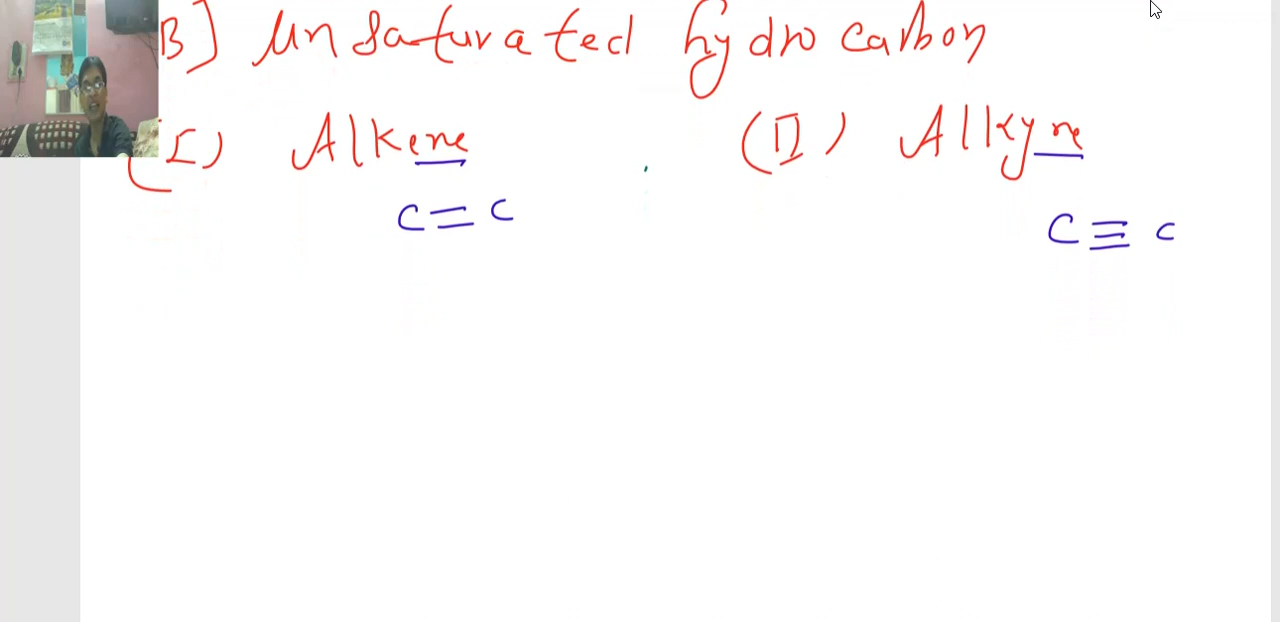 B] Unsaturated hydrocarbon
(I) Alkene
(II) Alkyne
C=C
C≡C